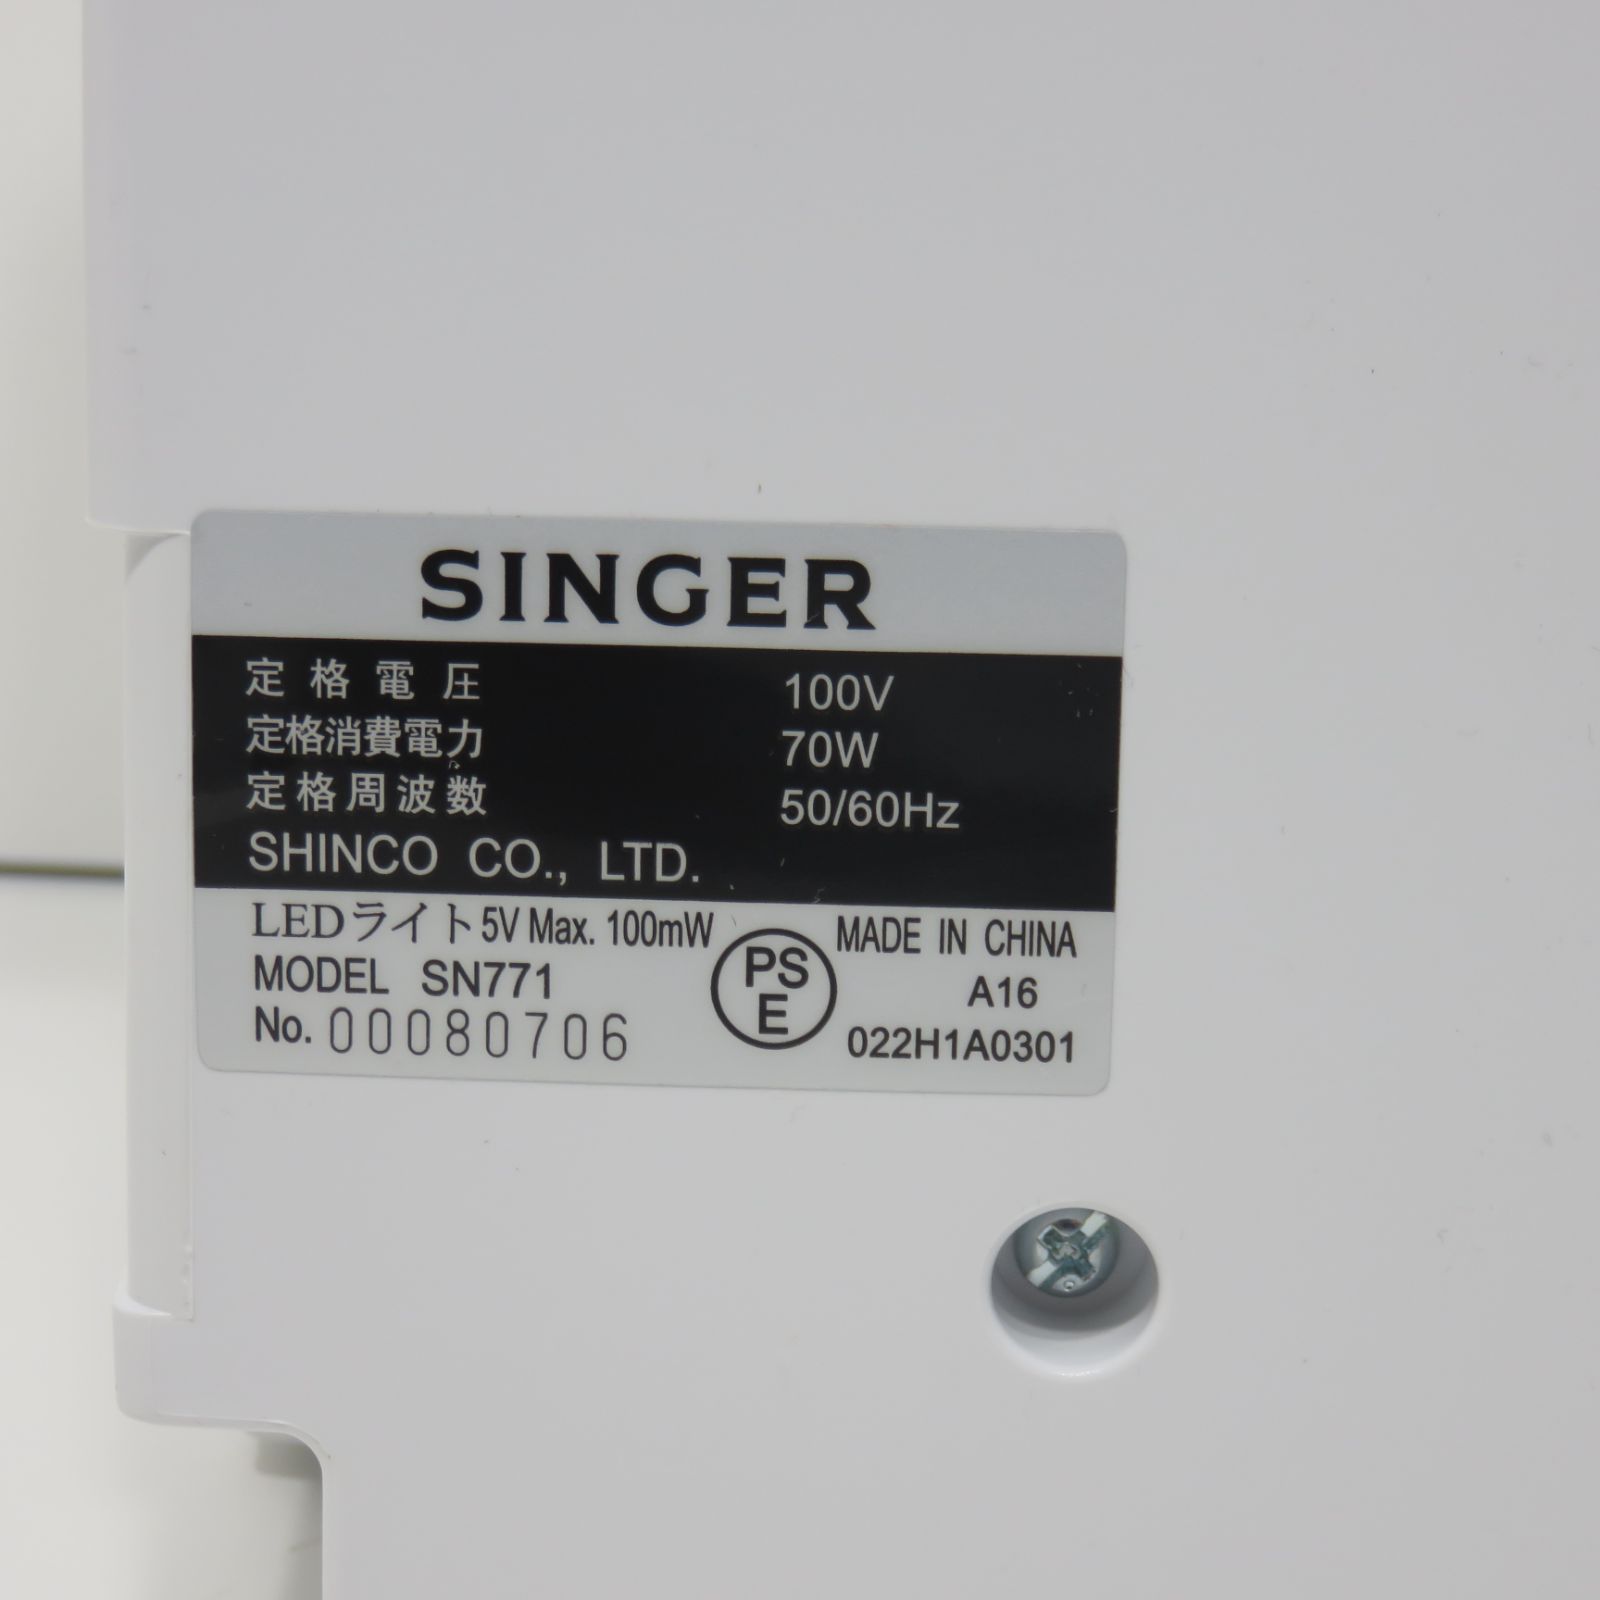 SINGER
定格電圧 100V
定格消費電力 70W
定格周波数 50/60Hz
SHINCO CO., LTD.
LEDライト 5V Max. 100mW
MODEL SN771
No. 00080706
PS
E
MADE IN CHINA
A16
022H1A0301